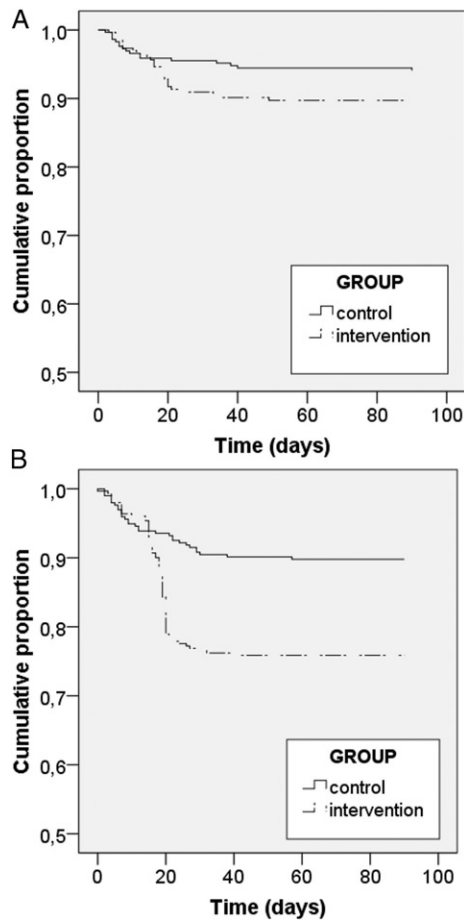 A
Cumulative proportion
1,0
0,9
0,8
0,7
0,6
0,5
GROUP
control
intervention
0 20 40 60 80 100
Time (days)
B
Cumulative proportion
1,0
0,9
0,8
0,7
0,6
0,5
GROUP
control
intervention
0 20 40 60 80 100
Time (days)